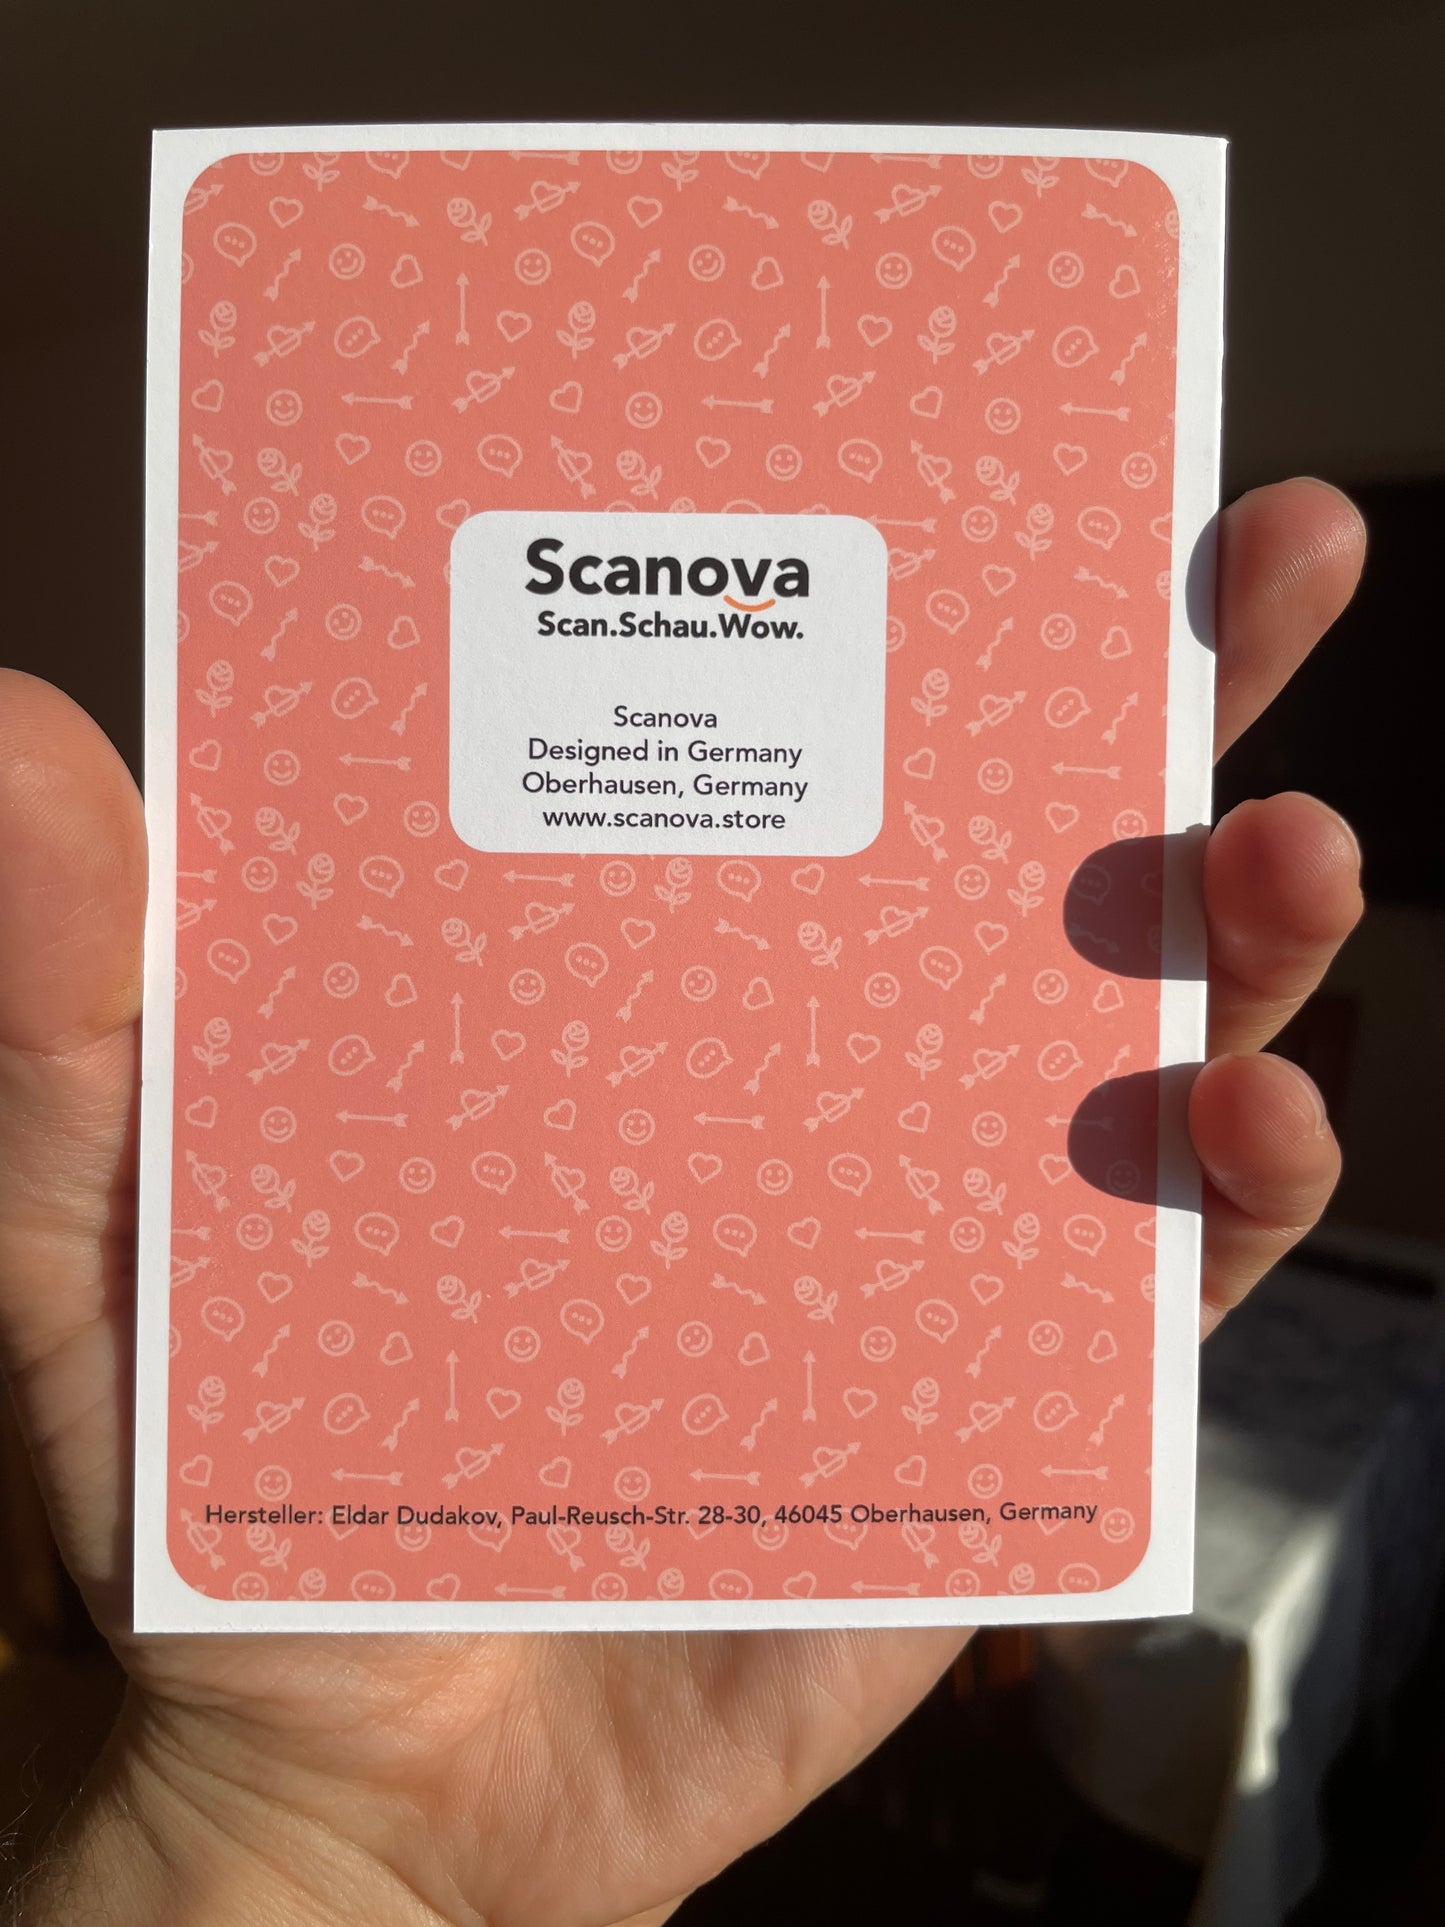 Scanova
Scan.Schau.Wow.
Scanova
Designed in Germany
Oberhausen, Germany
www.scanova.store
Hersteller: Eldar Dudakov, Paul-Reusch-Str. 28-30, 46045 Oberhausen, Germany